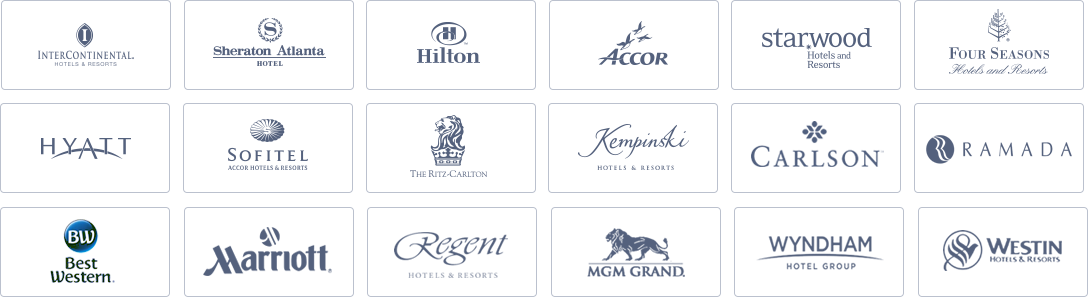 I
INTERCONTINENTAL
HOTELS & RESORTS
S
Sheraton Atlanta
HOTEL
H
Hilton
ACCOR
starwood
Hotels and
Resorts
FOUR SEASONS
Hotels and Resorts
HYATT
SOFITEL
ACCOR HOTELS & RESORTS
THE RITZ-CARLTON
Kempinski
HOTELS & RESORTS
CARLSON
R
RAMADA
BW
Best
Western®
M
Marriott®
Regent
HOTELS & RESORTS
MGM GRAND.
WYNDHAM
HOTEL GROUP
WESTIN
HOTELS & RESORTS